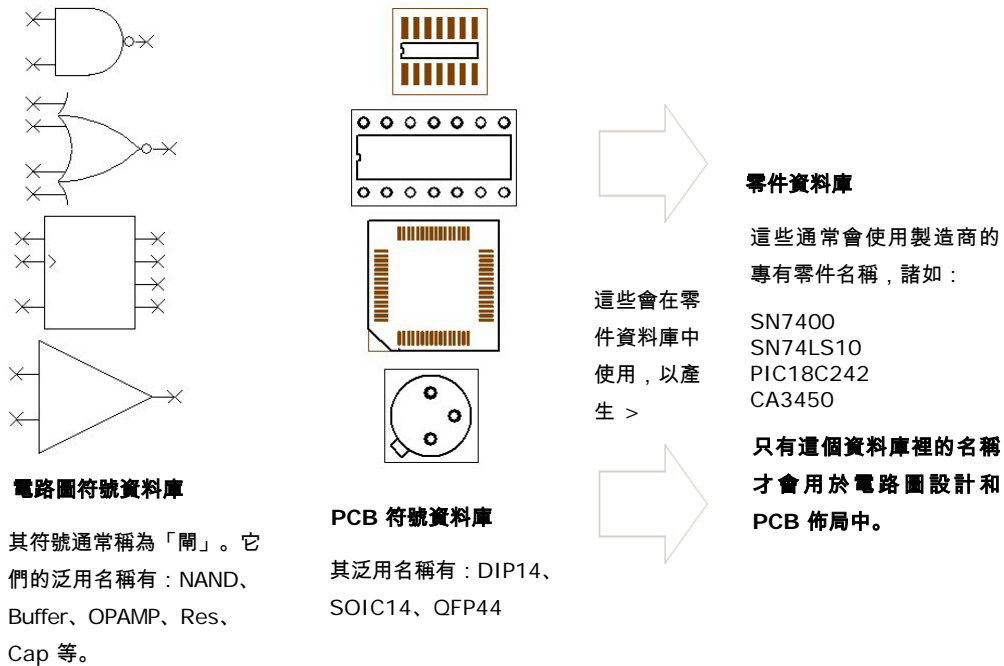 電路圖符號資料庫
其符號通常稱為「閘」。它
們的泛用名稱有：NAND、
Buffer、OPAMP、Res、
Cap 等。
PCB 符號資料庫
其泛用名稱有：DIP14、
SOIC14、QFP44
這些會在零
件資料庫中
使用，以產
生 >
零件資料庫
這些通常會使用製造商的
專有零件名稱，諸如：
SN7400
SN74LS10
PIC18C242
CA3450
只有這個資料庫裡的名稱
才會用於電路圖設計和
PCB 佈局中。